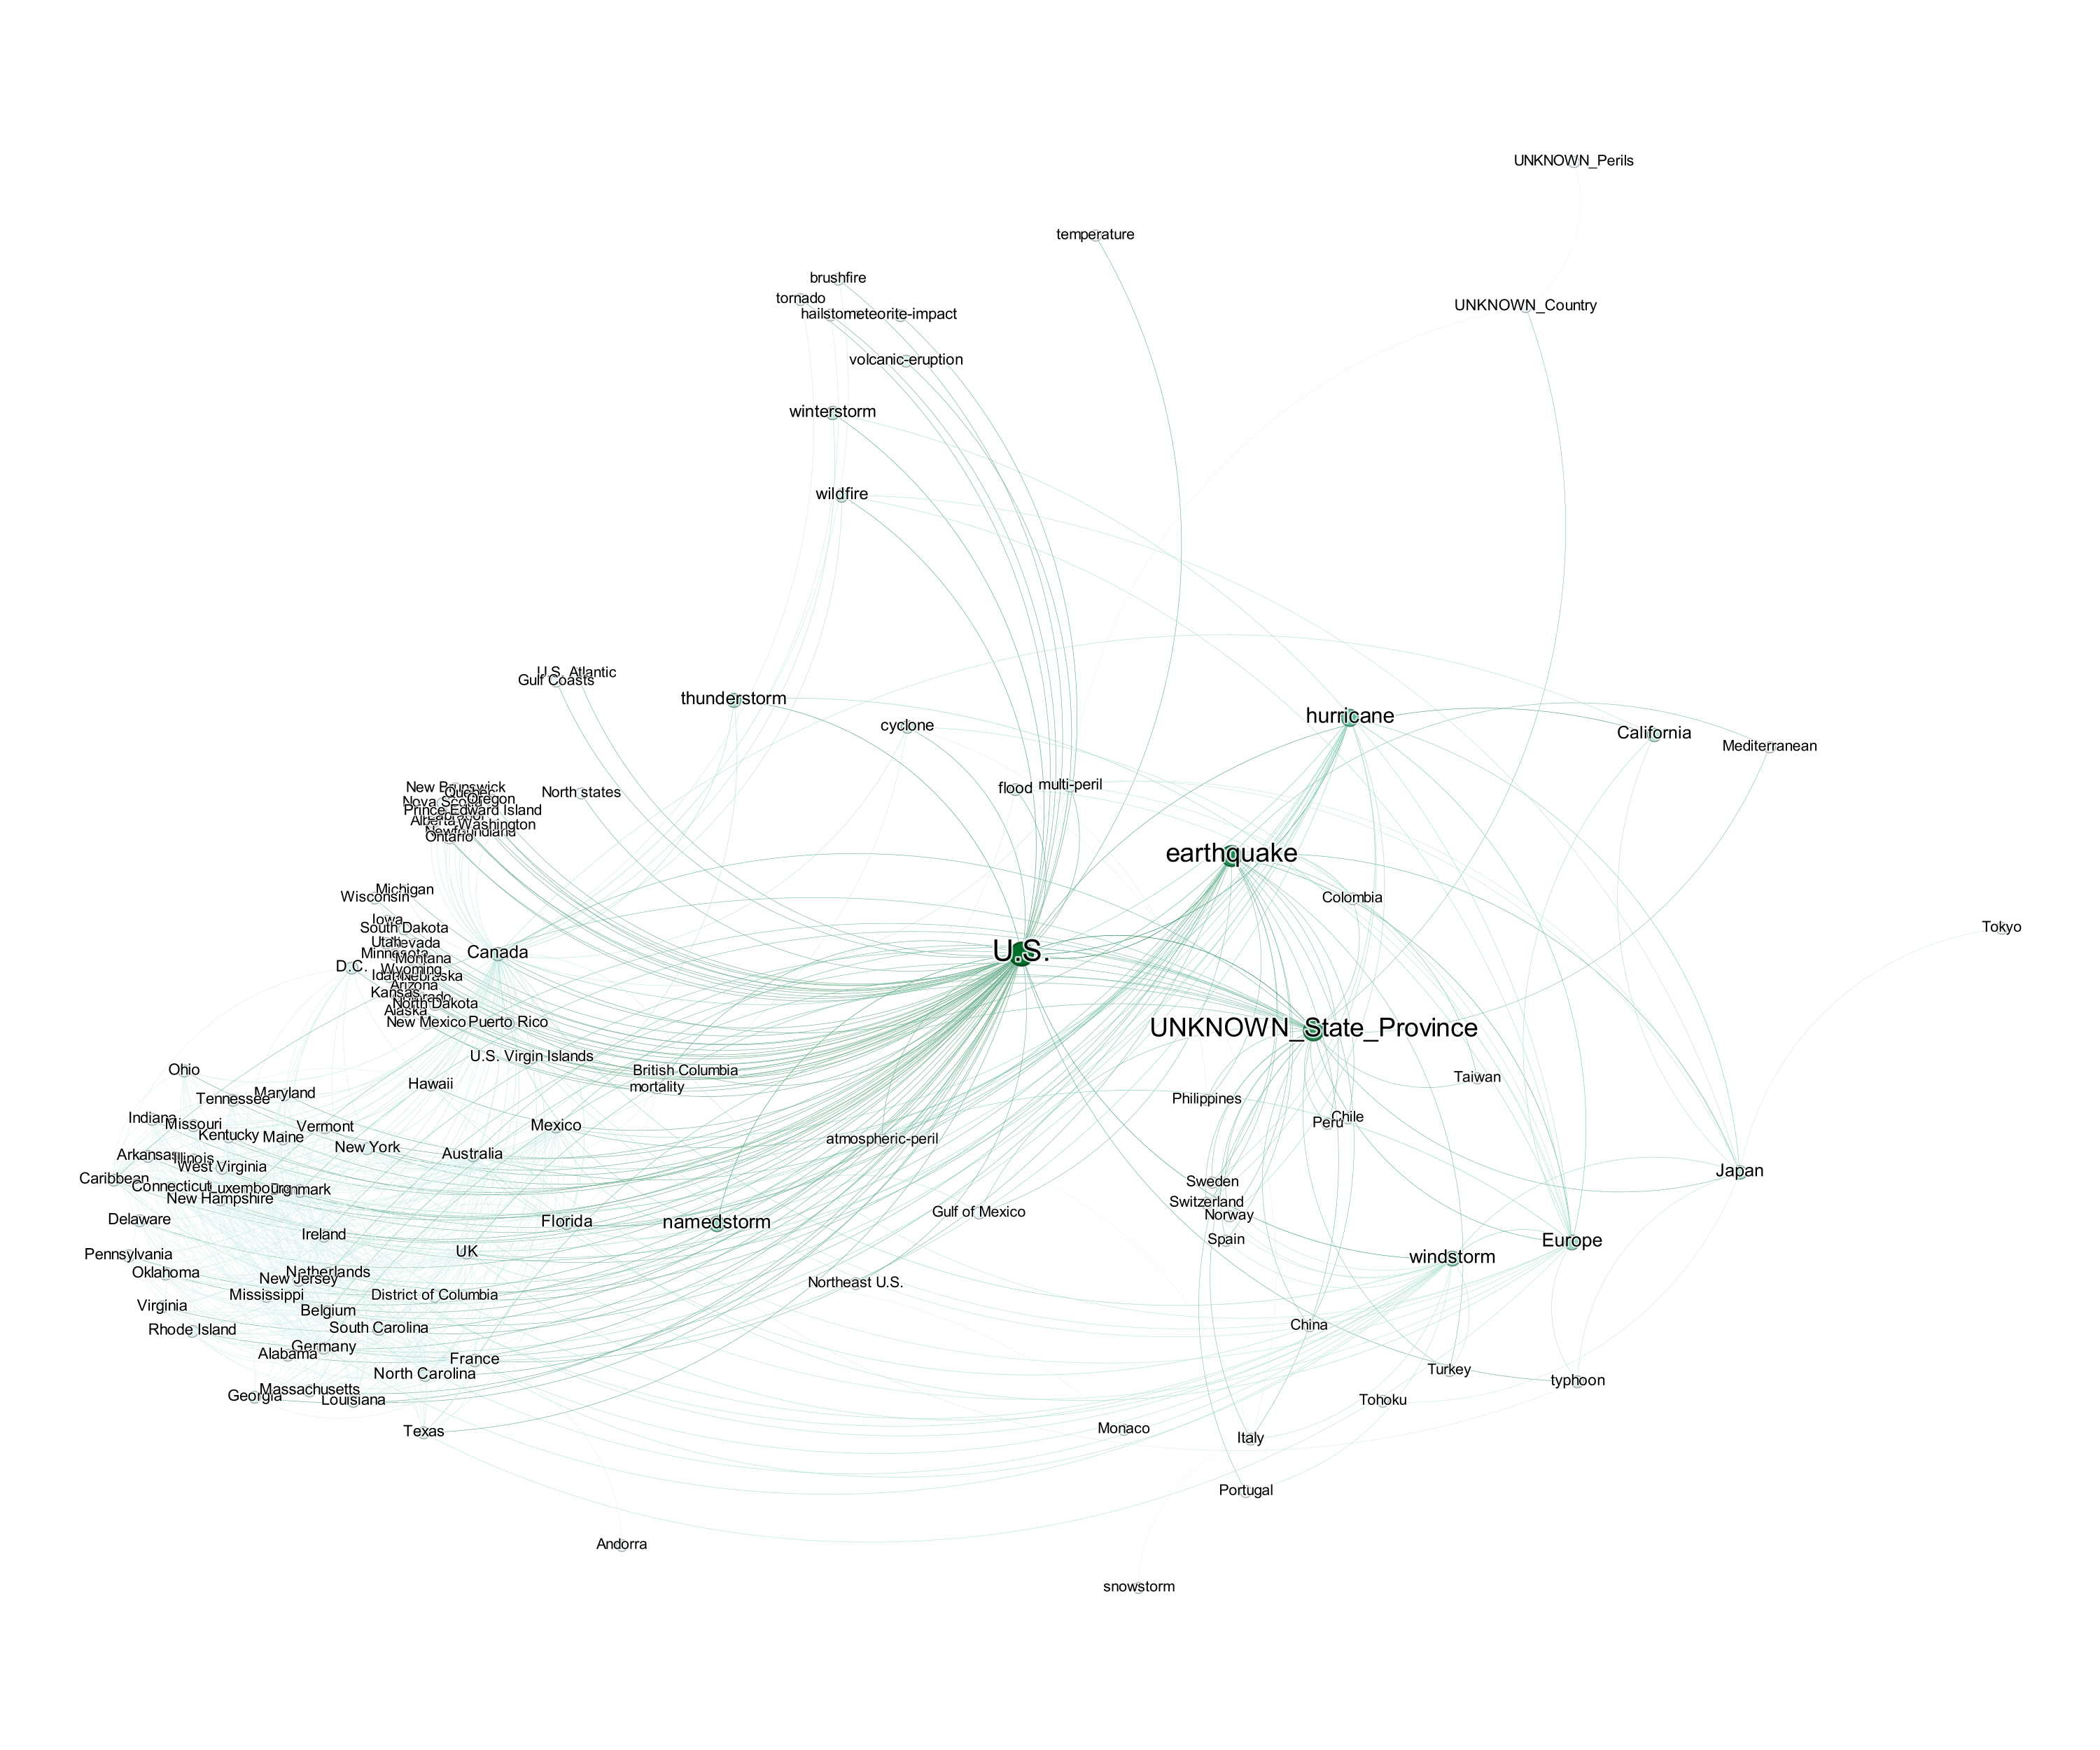 UNKNOWN_Perils
temperature
brushfire
tornado
UNKNOWN_Country
meteorite-impact
volcanic-eruption
winterstorm
wildfire
U.S. Atlantic
Gulf Coasts
thunderstorm
hurricane
cyclone
California
Mediterranean
multi-peril
flood
North states
New Brunswick
Quebec
Oregon
Nova Scotia
Prince Edward Island
Labrador
Alberta
Washington
Newfoundland
Ontario
earthquake
Michigan
Wisconsin
Colombia
Iowa
South Dakota
Tokyo
Utah
Nevada
Minnesota
Canada
U.S.
Montana
D.C.
Wyoming
Idaho
Nebraska
Arizona
Kansas
Colorado
North Dakota
Alaska
New Mexico
Puerto Rico
UNKNOWN_State_Province
U.S. Virgin Islands
Ohio
British Columbia
Taiwan
Hawaii
mortality
Maryland
Tennessee
Philippines
Indiana
Missouri
Chile
Peru
Vermont
Mexico
Kentucky
Maine
atmospheric-peril
New York
Australia
Arkansas
Illinois
West Virginia
Japan
Caribbean
Sweden
Connecticut
Luxembourg
Denmark
New Hampshire
Switzerland
Gulf of Mexico
Norway
Delaware
Florida
namedstorm
Ireland
Spain
Europe
UK
Pennsylvania
windstorm
Oklahoma
Netherlands
New Jersey
Northeast U.S.
Mississippi
District of Columbia
Virginia
Belgium
China
South Carolina
Rhode Island
Germany
Alabama
France
Turkey
North Carolina
typhoon
Massachusetts
Georgia
Louisiana
Tohoku
Monaco
Texas
Italy
Portugal
Andorra
snowstorm